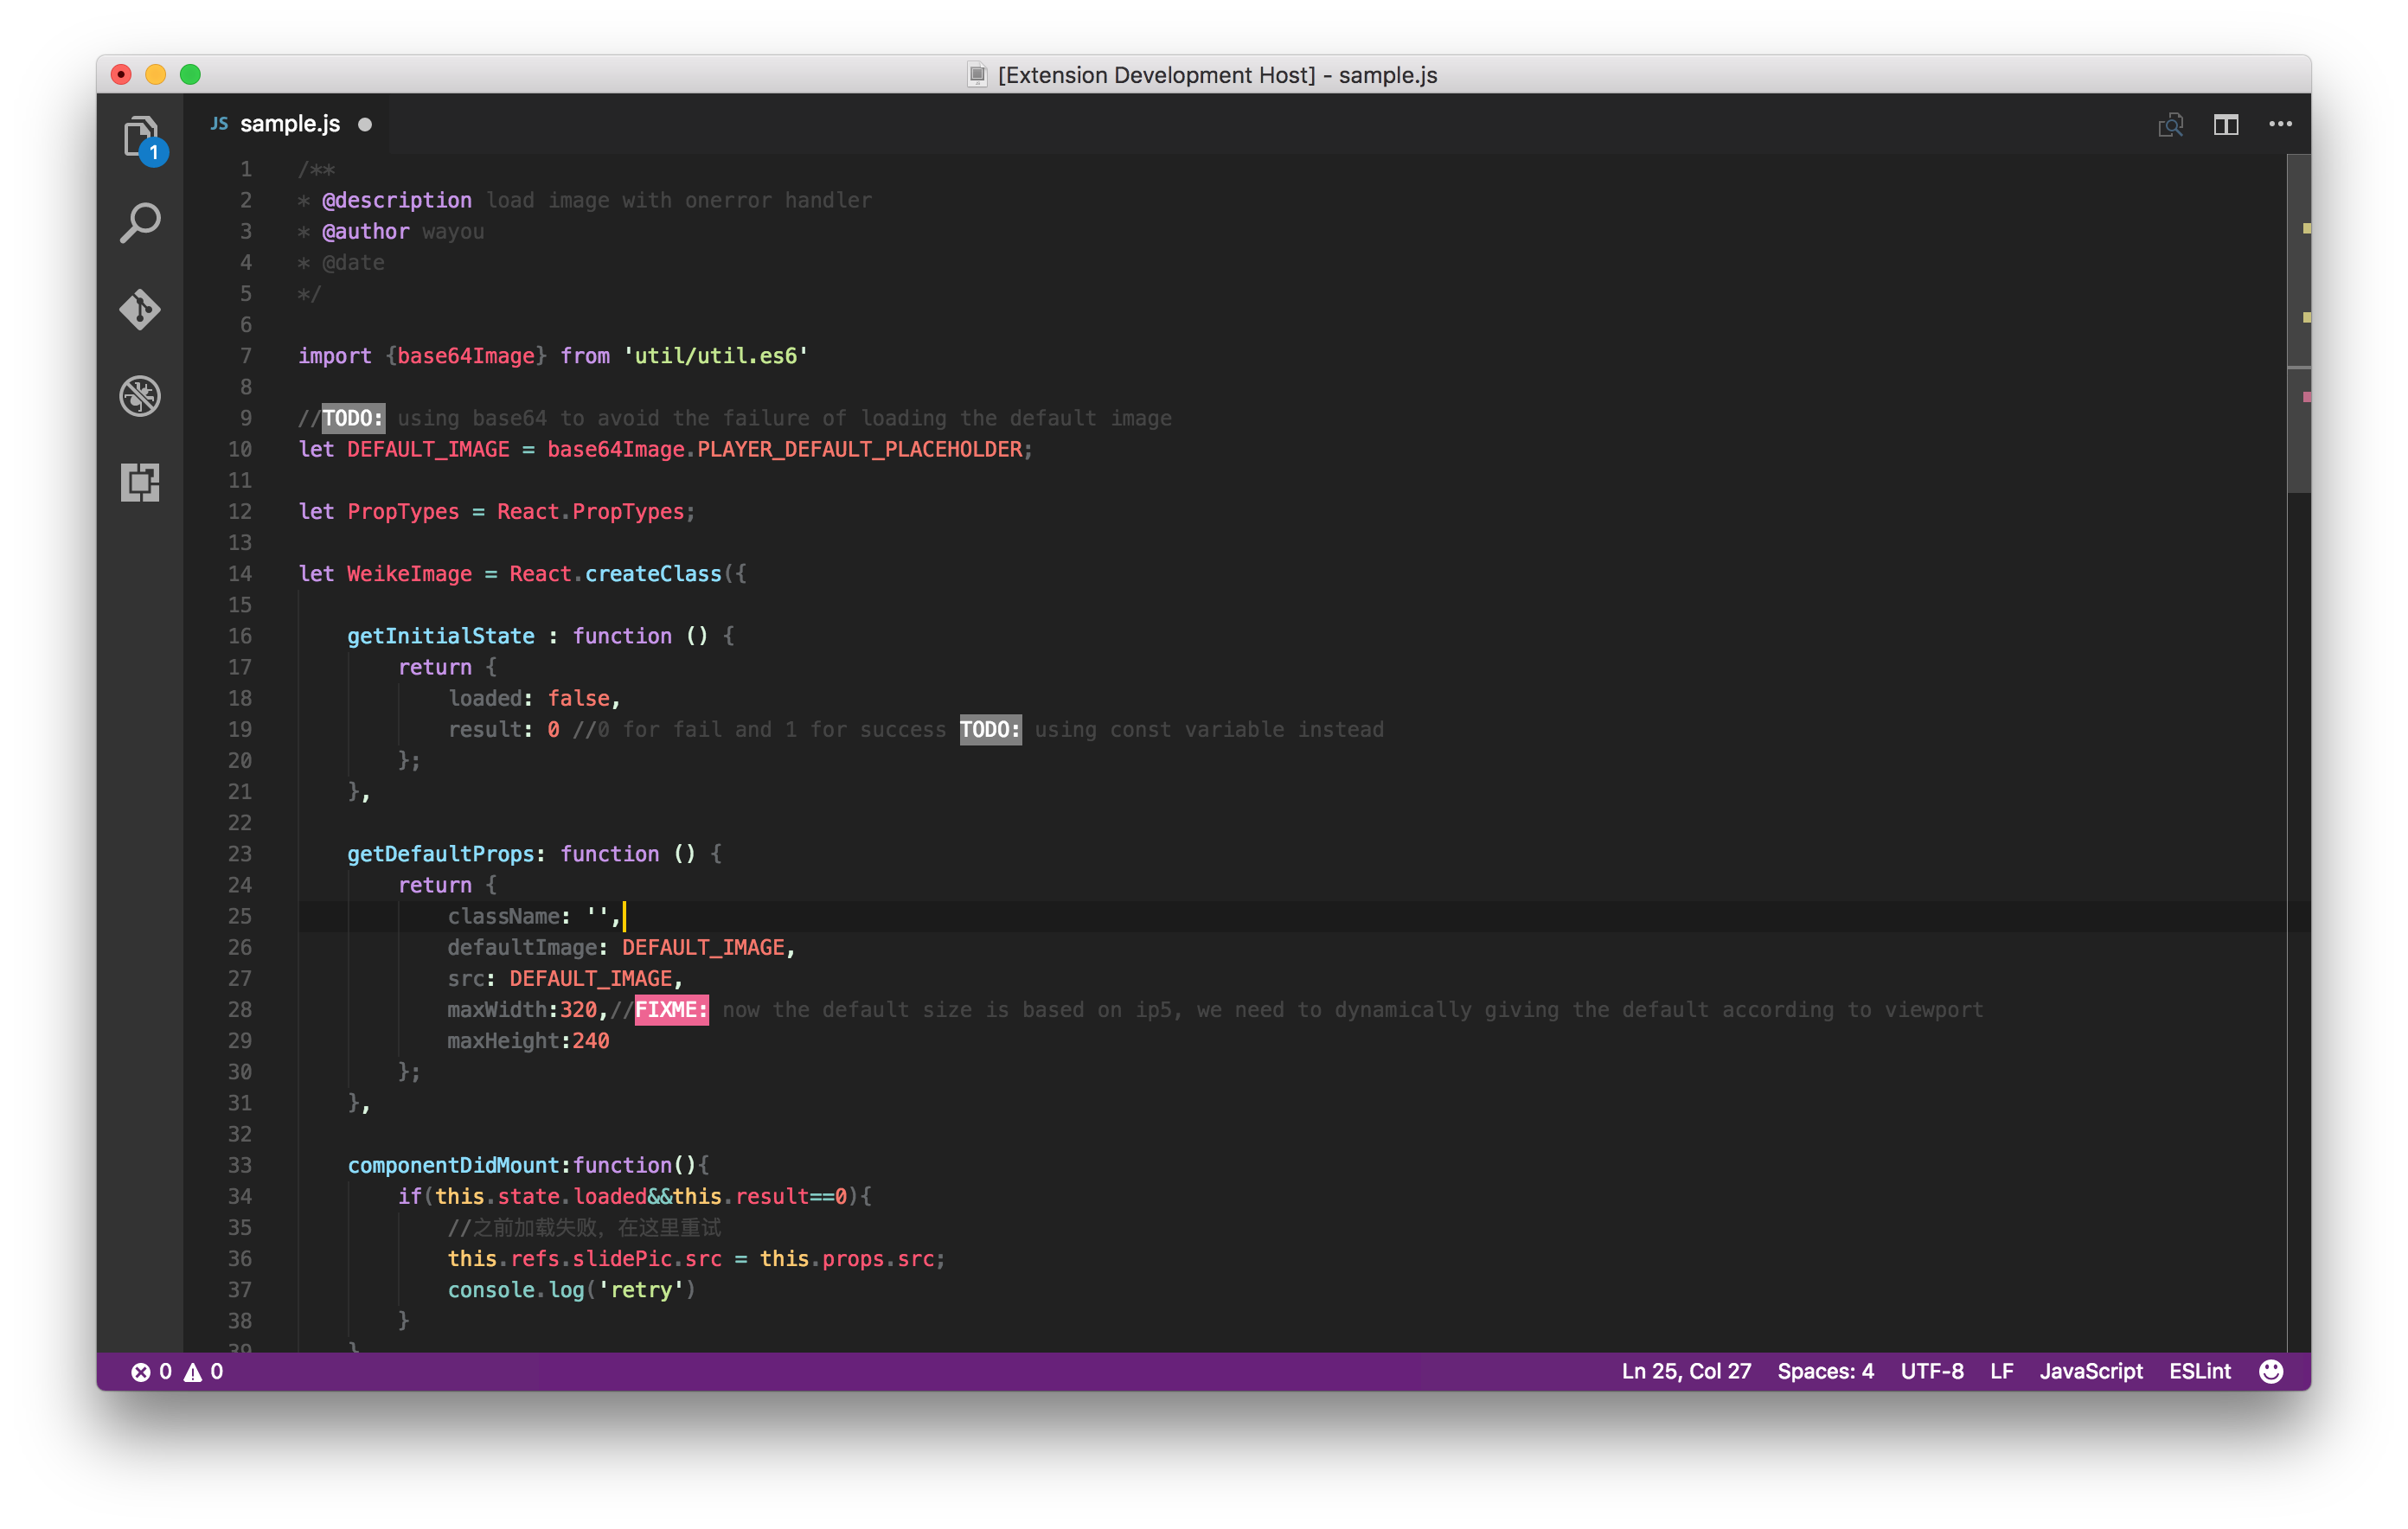 [Extension Development Host] - sample.js
1
JS sample.js
1 /**
2 * @description load image with onerror handler
3 * @author wayou
4 * @date
5 */
6
7 import {base64Image} from 'util/util.es6'
8
9 //TODO: using base64 to avoid the failure of loading the default image
10 let DEFAULT_IMAGE = base64Image.PLAYER_DEFAULT_PLACEHOLDER;
11
12 let PropTypes = React.PropTypes;
13
14 let WeikeImage = React.createClass({
15
16 getInitialState : function () {
17 return {
18 loaded: false,
19 result: 0 //0 for fail and 1 for success TODO: using const variable instead
20 };
21 },
22
23 getDefaultProps: function () {
24 return {
25 className: '',
26 defaultImage: DEFAULT_IMAGE,
27 src: DEFAULT_IMAGE,
28 maxWidth:320,//FIXME: now the default size is based on ip5, we need to dynamically giving the default according to viewport
29 maxHeight:240
30 };
31 },
32
33 componentDidMount:function(){
34 if(this.state.loaded&&this.result==0){
35 //之前加载失败，在这里重试
36 this.refs.slidePic.src = this.props.src;
37 console.log('retry')
38 }
39 }
0 0 Ln 25, Col 27 Spaces: 4 UTF-8 LF JavaScript ESLint